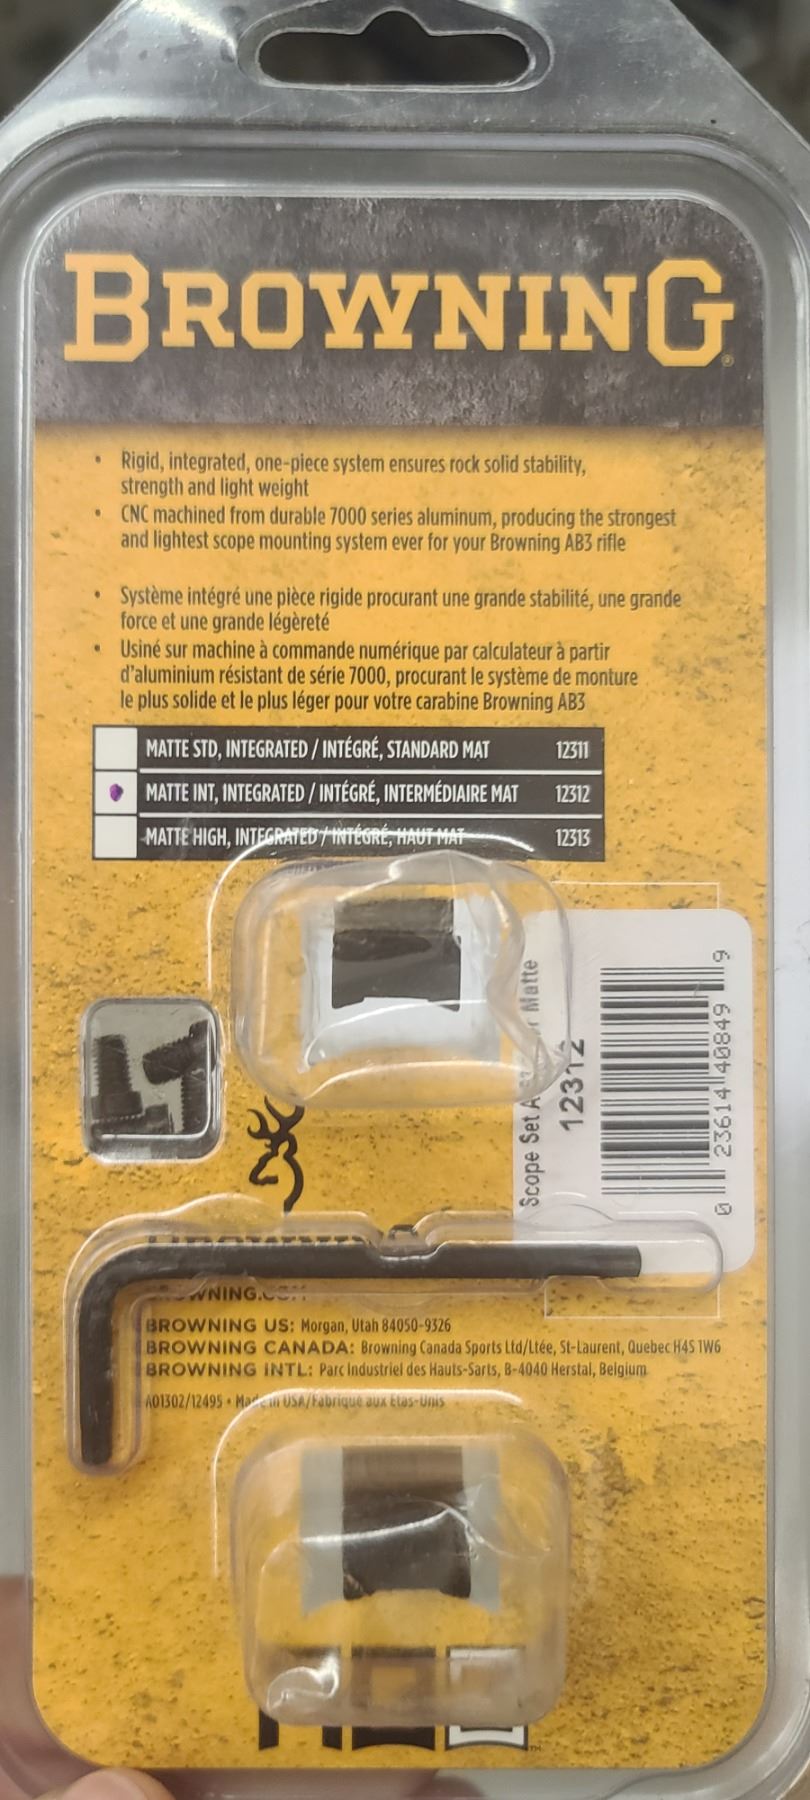 BROWNING®
• Rigid, integrated, one-piece system ensures rock solid stability,
strength and light weight
• CNC machined from durable 7000 series aluminum, producing the strongest
and lightest scope mounting system ever for your Browning AB3 rifle
• Système intégré une pièce rigide procurant une grande stabilité, une grande
force et une grande légèreté
• Usiné sur machine à commande numérique par calculateur à partir
d'aluminium résistant de série 7000, procurant le système de monture
le plus solide et le plus léger pour votre carabine Browning AB3
MATTE STD, INTEGRATED / INTÉGRÉ, STANDARD MAT 12311
MATTE INT, INTEGRATED / INTÉGRÉ, INTERMÉDIAIRE MAT 12312
MATTE HIGH, INTEGRATED / INTÉGRÉ, HAUT MAT 12313
Scope Set Matte
12312
0 23614 40849 9
BROWNING
BROWNING.COM
BROWNING US: Morgan, Utah 84050-9326
BROWNING CANADA: Browning Canada Sports Ltd/Ltée, St-Laurent, Quebec H4S 1W6
BROWNING INTL: Parc Industriel des Hauts-Sarts, B-4040 Herstal, Belgium
A01302/12495 • Made in USA/Fabriqué aux Etas-Unis